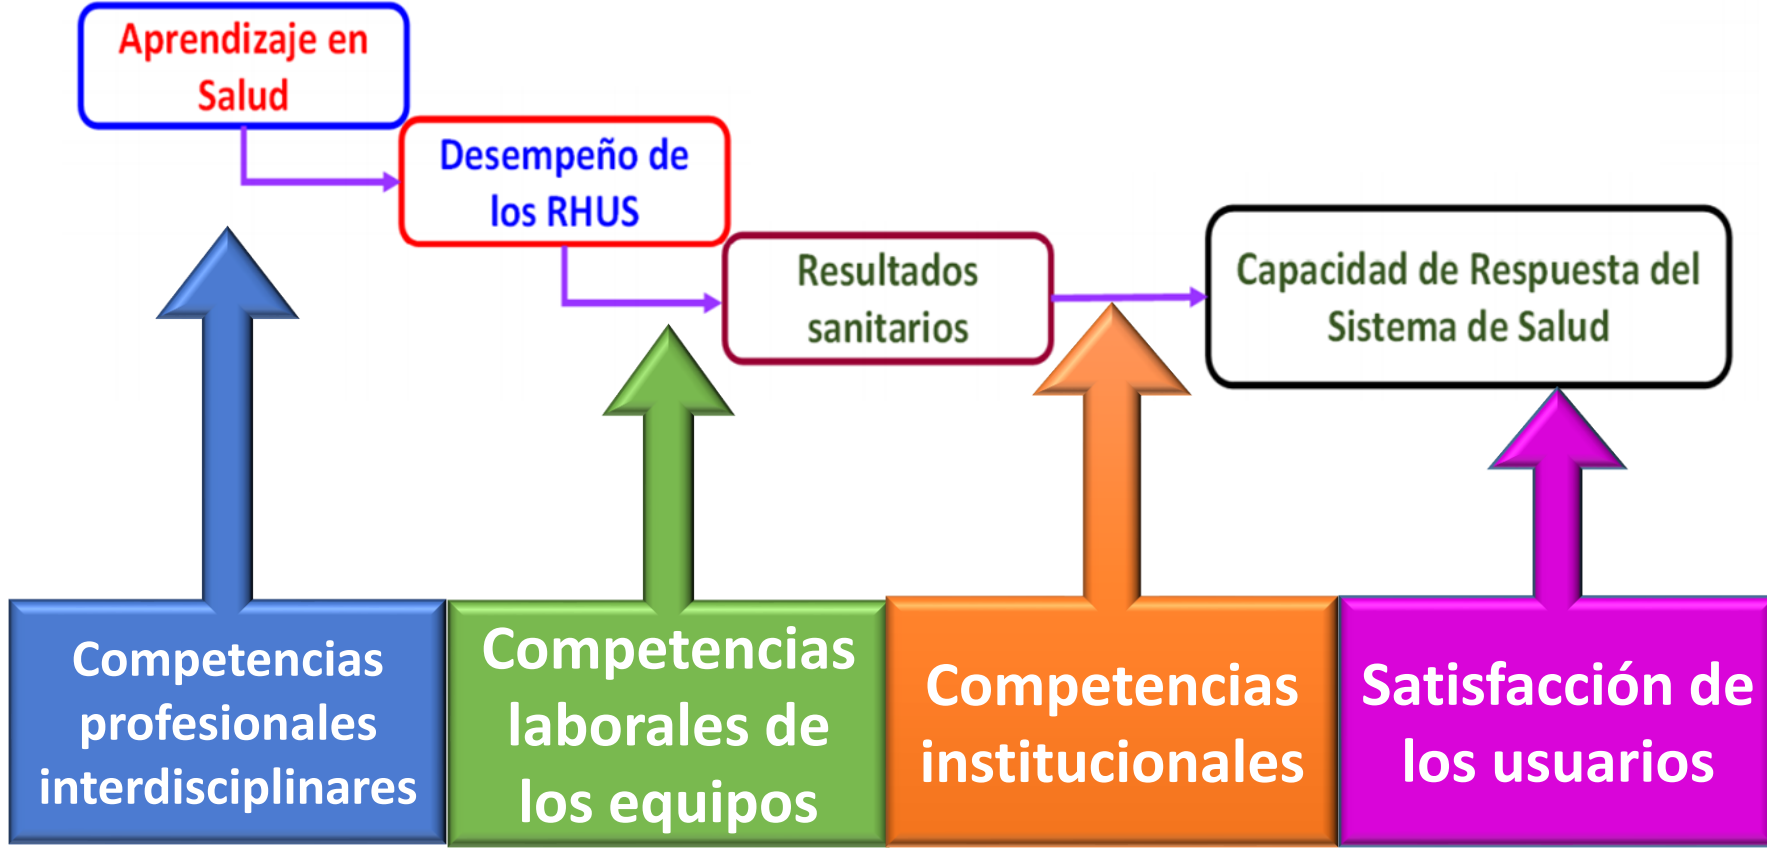 Aprendizaje en
Salud
Desempeño de
los RHUS
Resultados
sanitarios
Capacidad de Respuesta del
Sistema de Salud
Competencias
profesionales
interdisciplinares
Competencias
laborales de
los equipos
Competencias
institucionales
Satisfacción de
los usuarios